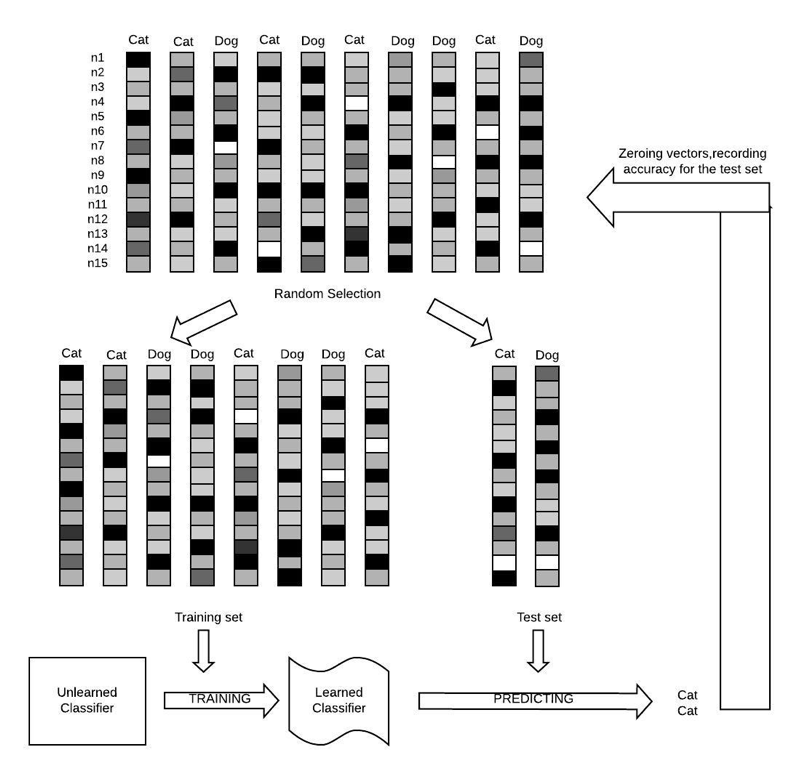 Cat Cat Dog Cat Dog Cat Dog Dog Cat Dog
n1
n2
n3
n4
n5
n6
n7
n8
n9
n10
n11
n12
n13
n14
n15
Zeroing vectors,recording
accuracy for the test set
Random Selection
Cat Cat Dog Dog Cat Dog Dog Cat
Cat Dog
Training set
Test set
Unlearned
Classifier
TRAINING
Learned
Classifier
PREDICTING
Cat
Cat